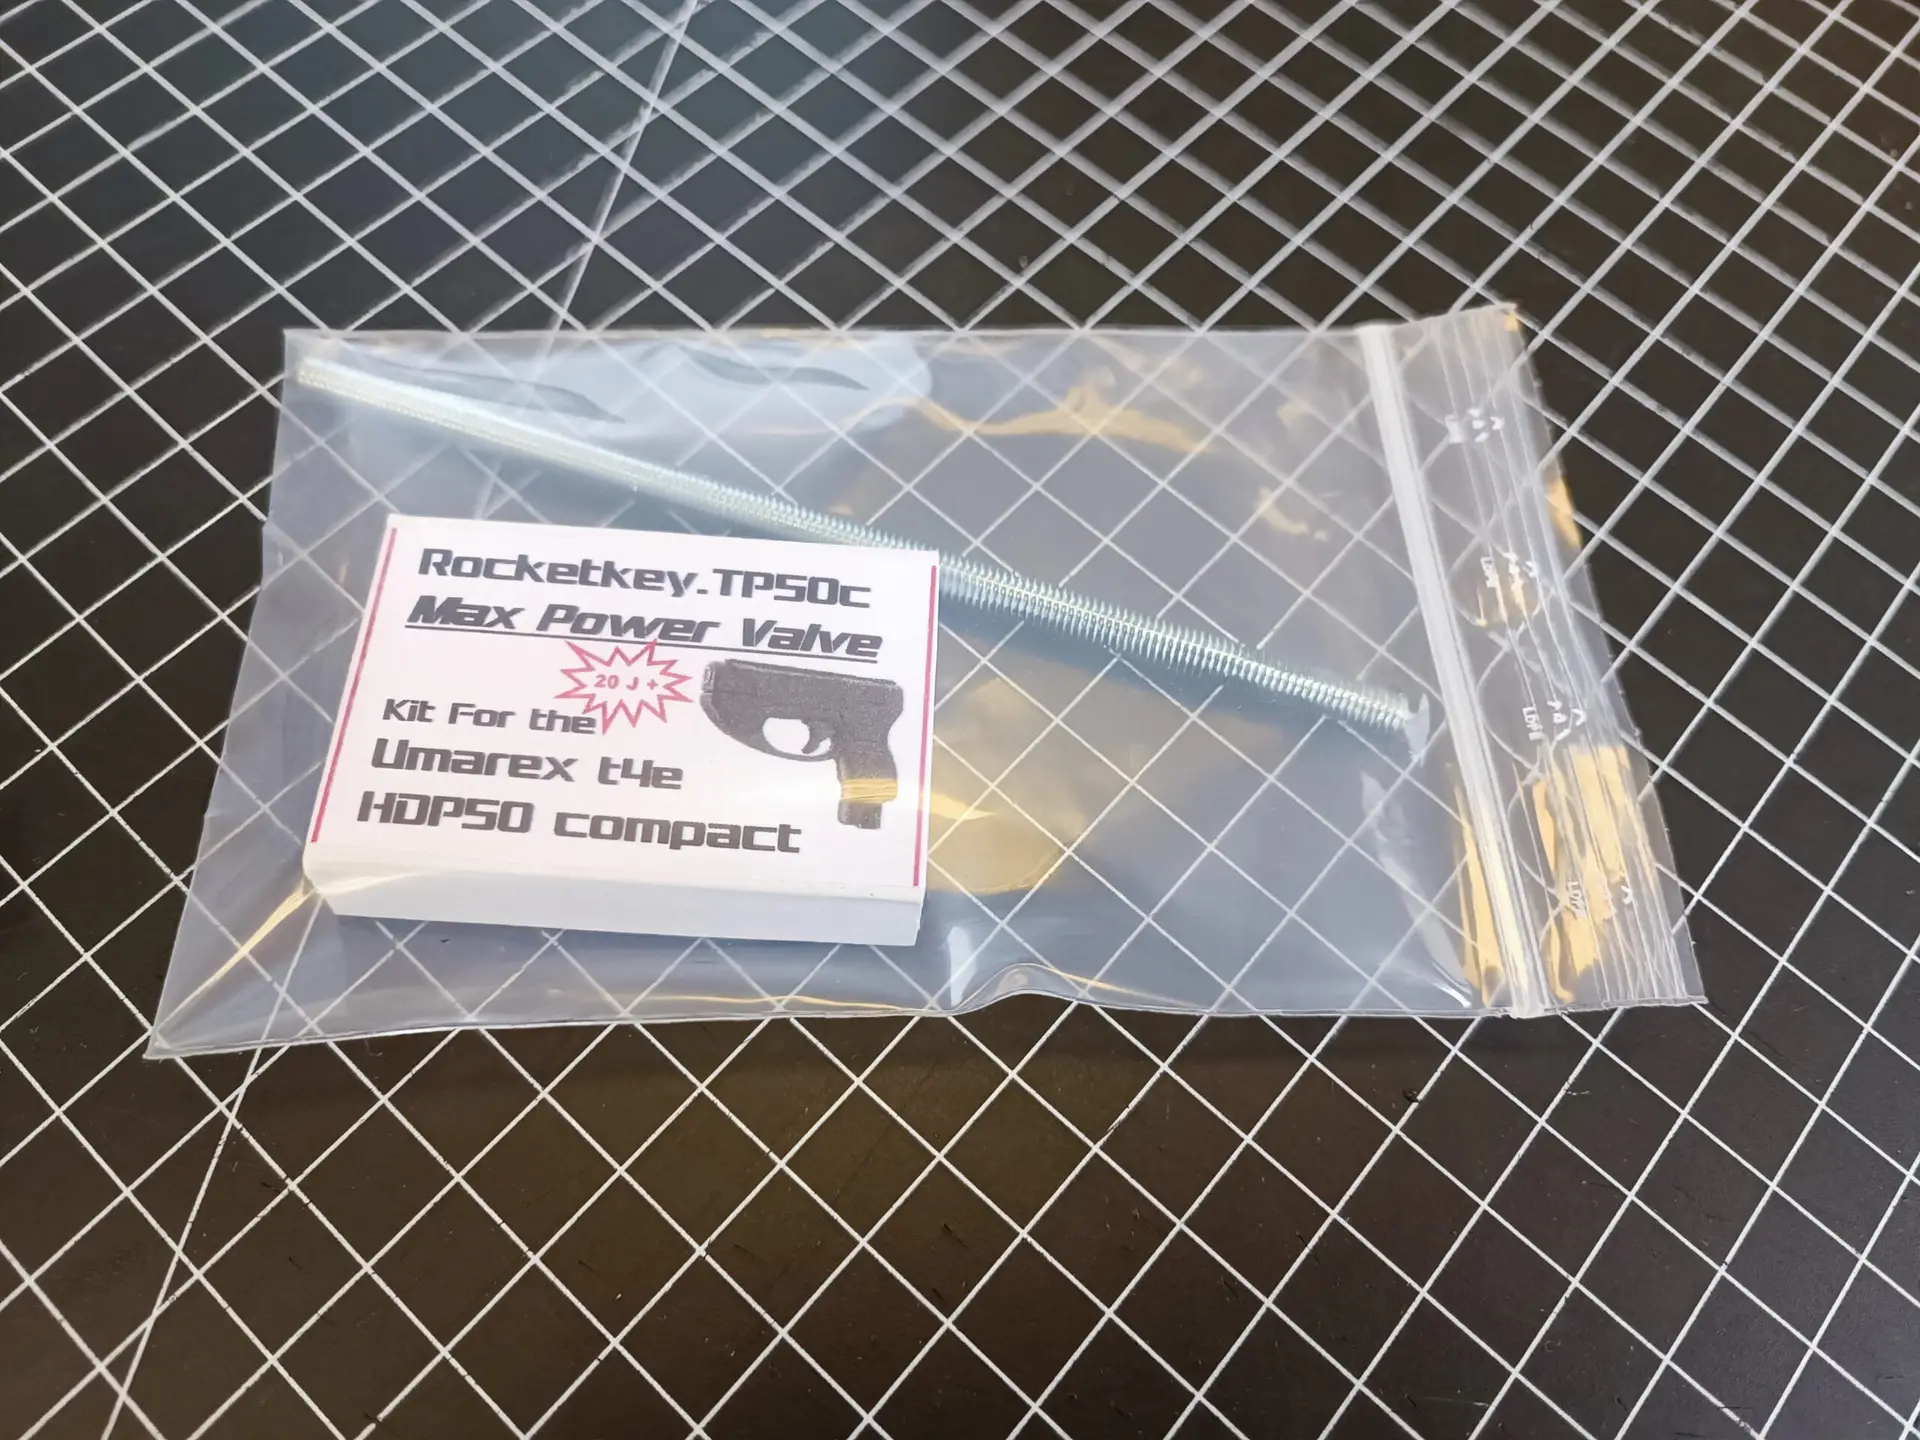 Rocketkey.TP50c
Max Power Valve
20 J +
Kit For the
Umarex t4e
HDP50 compact